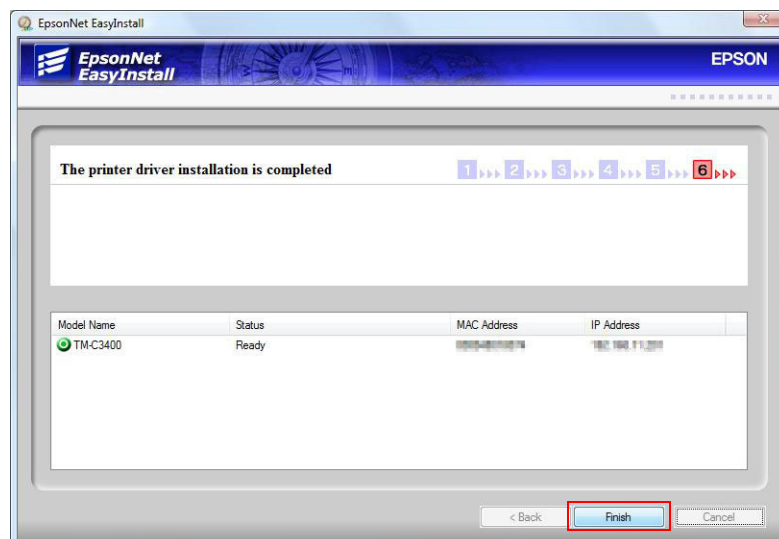 EpsonNet EasyInstall
EpsonNet
EasyInstall
EPSON
The printer driver installation is completed
1 2 3 4 5 6
Model Name Status MAC Address IP Address
TM-C3400 Ready
< Back Finish Cancel